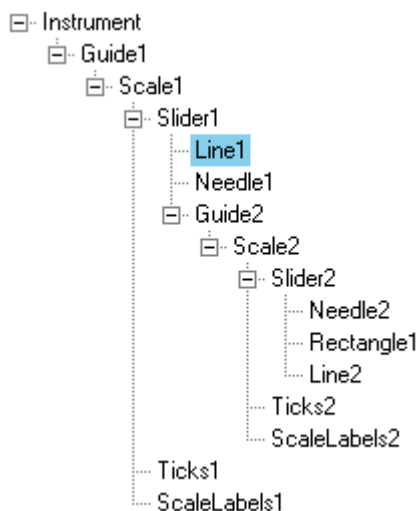 Instrument
Guide1
Scale1
Slider1
Line1
Needle1
Guide2
Scale2
Slider2
Needle2
Rectangle1
Line2
Ticks2
ScaleLabels2
Ticks1
ScaleLabels1